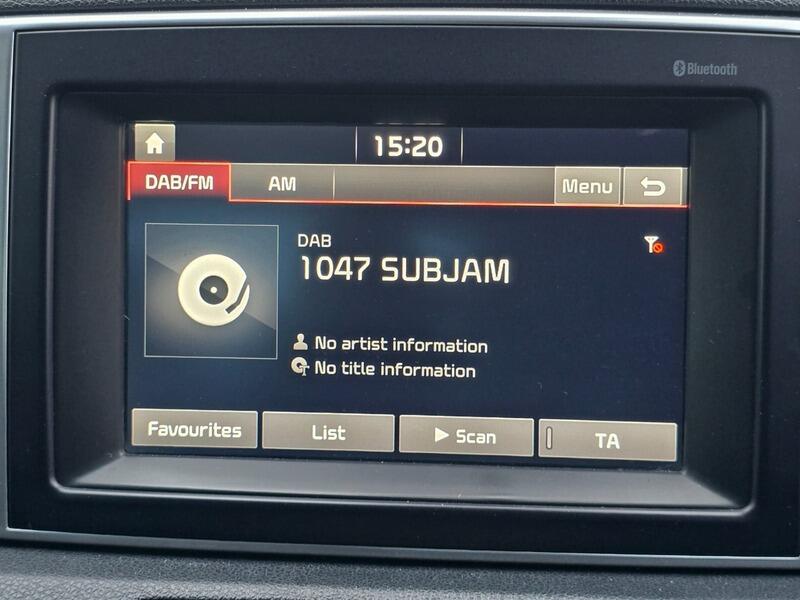 Bluetooth
15:20
DAB/FM AM Menu
DAB
1047 SUBJAM
No artist information
No title information
Favourites List Scan TA